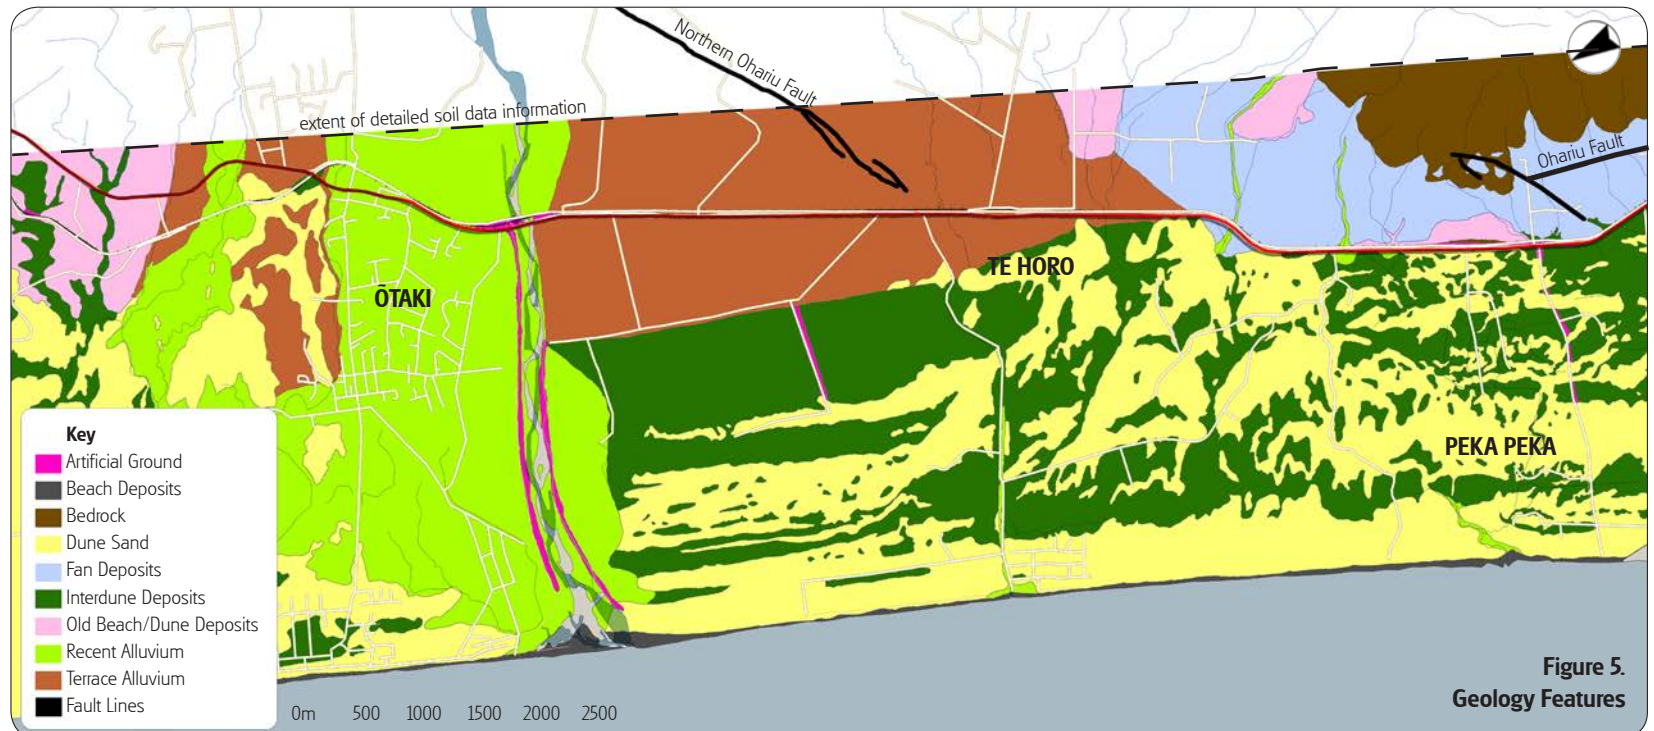 Northern Ohariu Fault
extent of detailed soil data information
Ohariu Fault
TE HORO
ŌTAKI
PEKA PEKA
Key
Artificial Ground
Beach Deposits
Bedrock
Dune Sand
Fan Deposits
Interdune Deposits
Old Beach/Dune Deposits
Recent Alluvium
Terrace Alluvium
Fault Lines
0m 500 1000 1500 2000 2500
Figure 5.
Geology Features